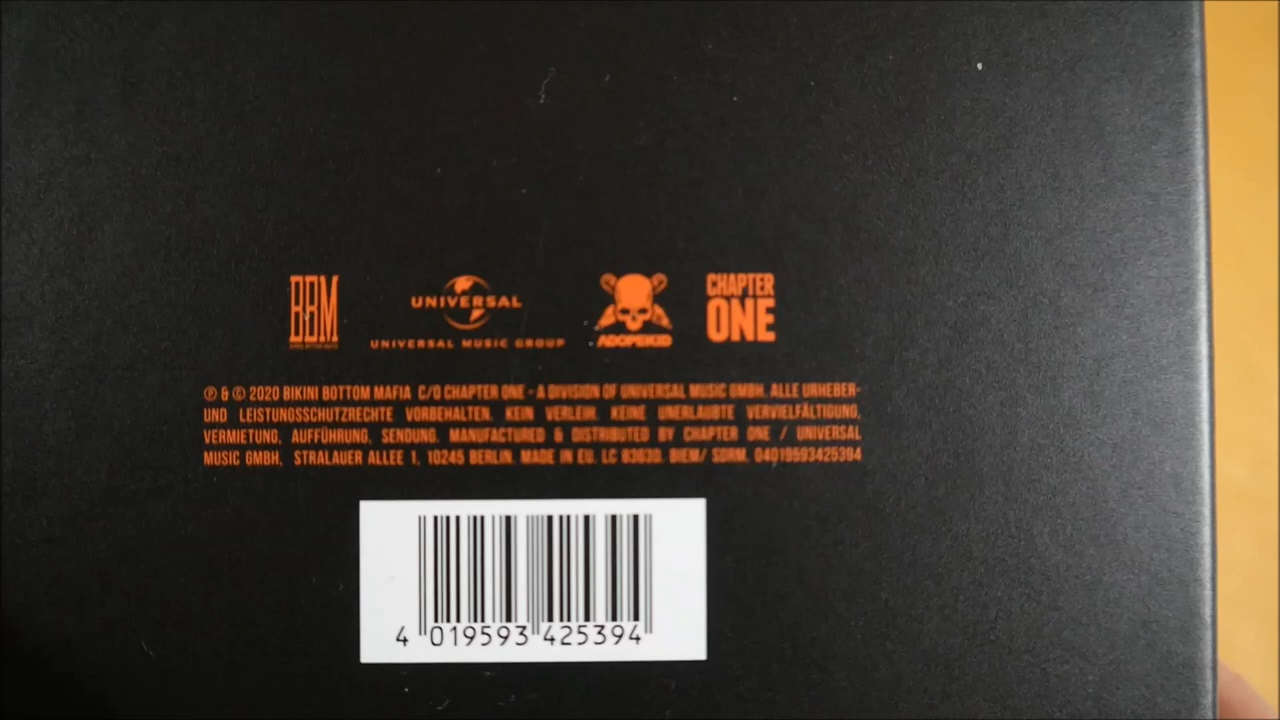 BBM
UNIVERSAL
UNIVERSAL MUSIC GROUP
ADOPEKID
CHAPTER
ONE
℗ & © 2020 BIKINI BOTTOM MAFIA C/O CHAPTER ONE - A DIVISION OF UNIVERSAL MUSIC GMBH. ALLE URHEBER-
UND LEISTUNGSSCHUTZRECHTE VORBEHALTEN. KEIN VERLEIH. KEINE UNERLAUBTE VERVIELFÄLTIGUNG,
VERMIETUNG, AUFFÜHRUNG, SENDUNG. MANUFACTURED & DISTRIBUTED BY CHAPTER ONE / UNIVERSAL
MUSIC GMBH, STRALAUER ALLEE 1, 10245 BERLIN. MADE IN EU. LC 83630. BIEM/ SDRM. 04019593425394
4 019593 425394